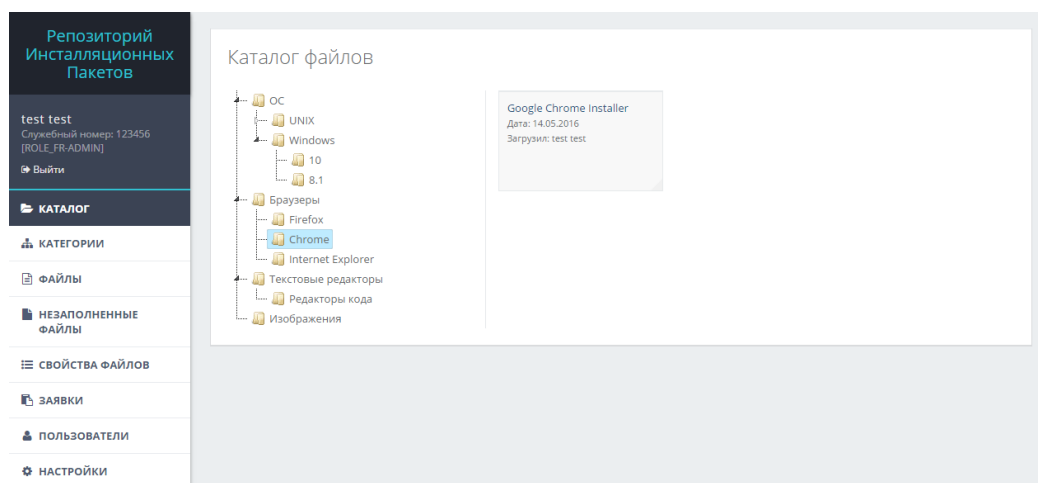 Репозиторий
Инсталляционных
Пакетов
test test
Служебный номер: 123456
[ROLE_FR-ADMIN]
Выйти
КАТАЛОГ
КАТЕГОРИИ
ФАЙЛЫ
НЕЗАПОЛНЕННЫЕ
ФАЙЛЫ
СВОЙСТВА ФАЙЛОВ
ЗАЯВКИ
ПОЛЬЗОВАТЕЛИ
НАСТРОЙКИ
Каталог файлов
ОС
UNIX
Windows
10
8.1
Браузеры
Firefox
Chrome
Internet Explorer
Текстовые редакторы
Редакторы кода
Изображения
Google Chrome Installer
Дата: 14.05.2016
Загрузил: test test